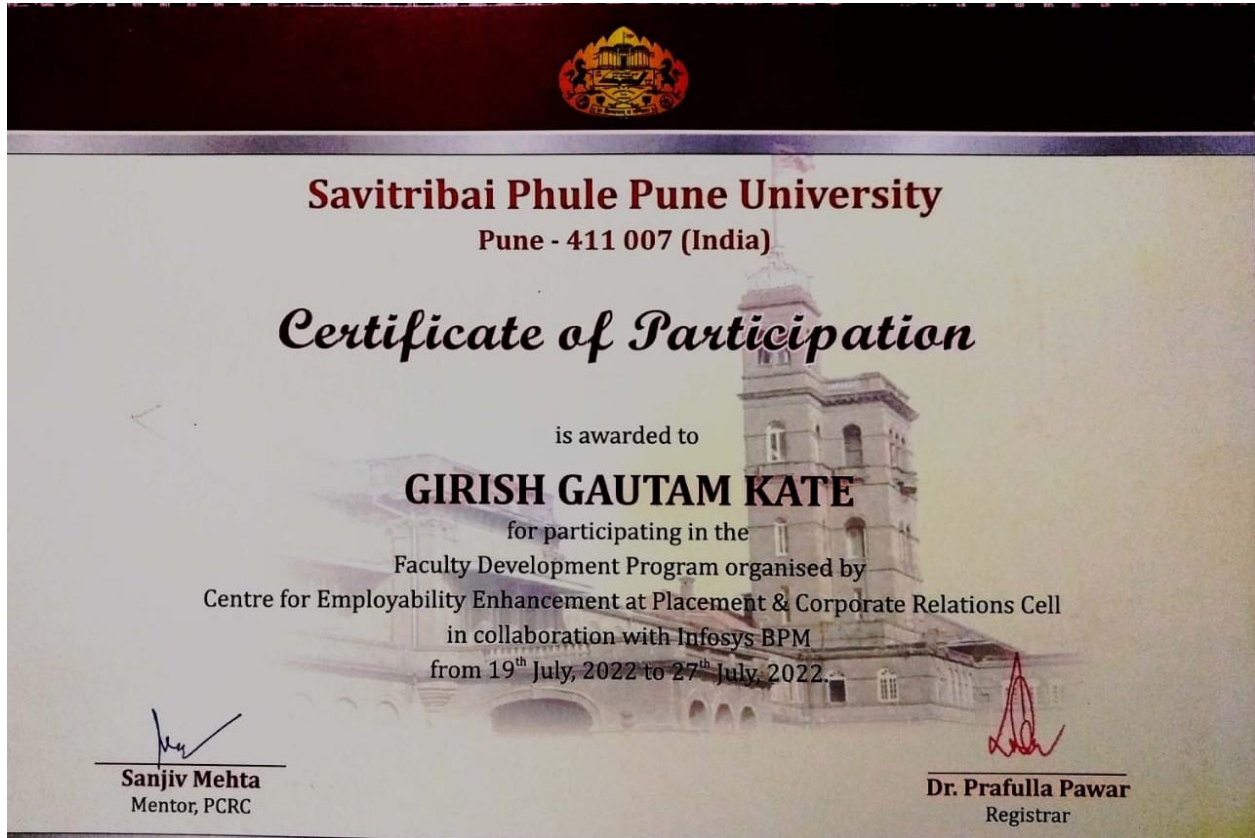 Savitribai Phule Pune University
Pune - 411 007 (India)
Certificate of Participation
is awarded to
GIRISH GAUTAM KATE
for participating in the
Faculty Development Program organised by
Centre for Employability Enhancement at Placement & Corporate Relations Cell
in collaboration with Infosys BPM
from 19th July, 2022 to 27th July, 2022.
Sanjiv Mehta
Mentor, PCRC
Dr. Prafulla Pawar
Registrar